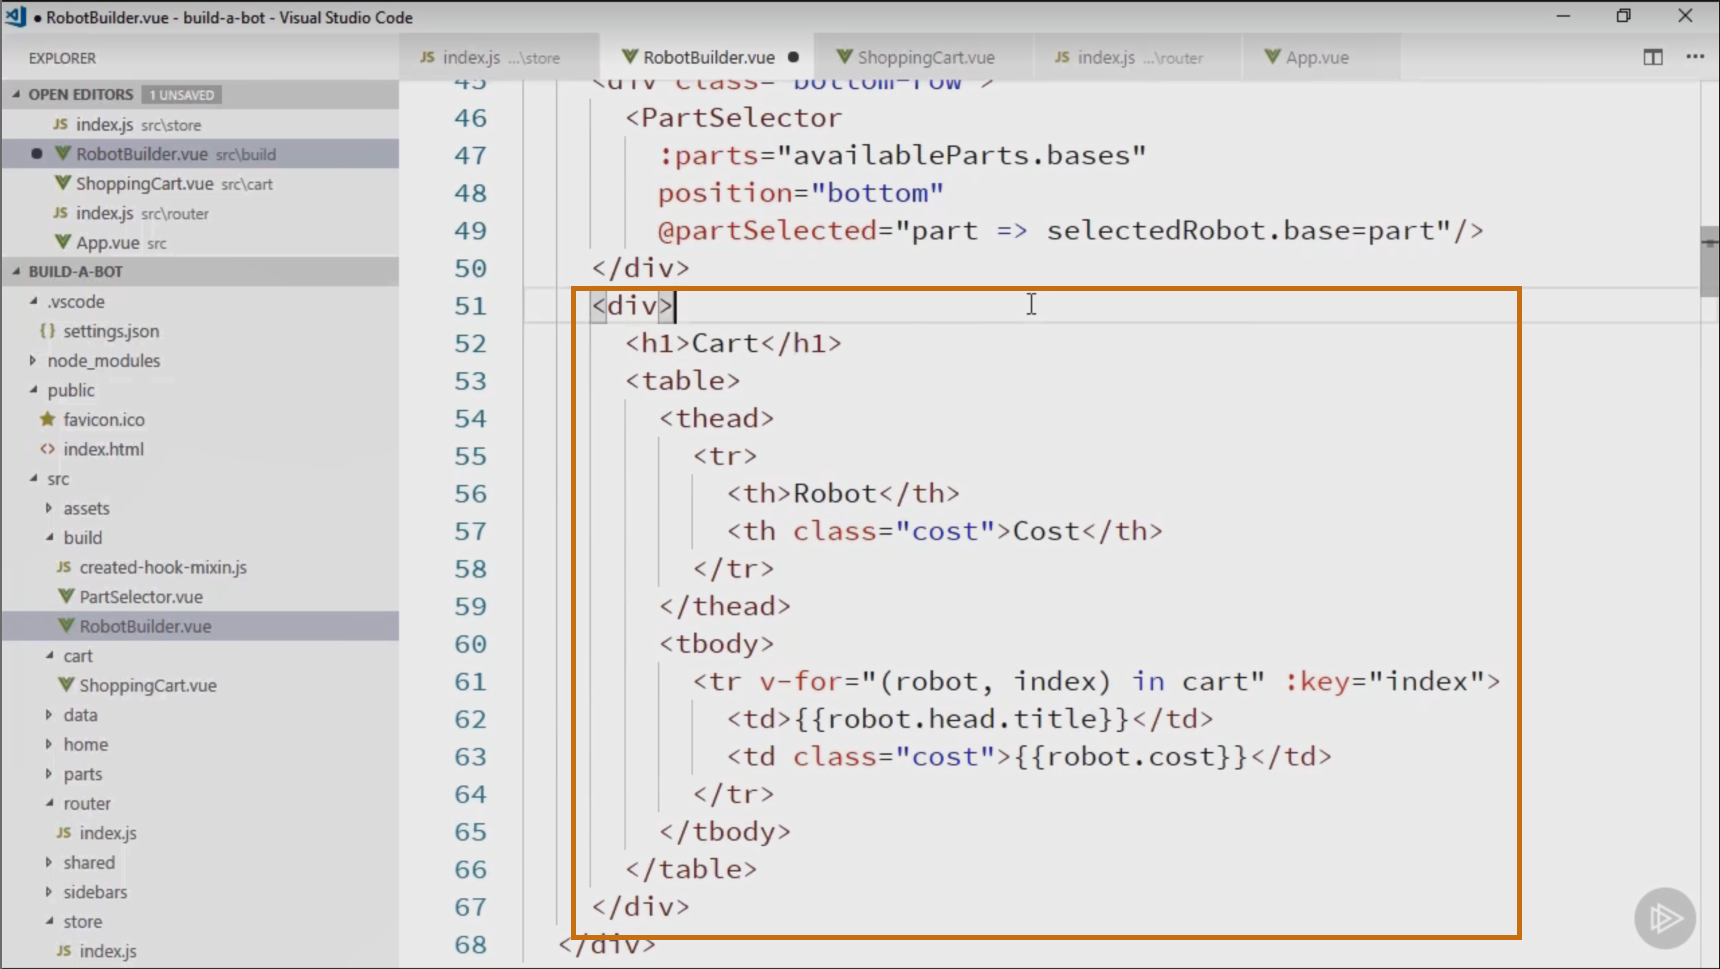 RobotBuilder.vue - build-a-bot - Visual Studio Code
EXPLORER
OPEN EDITORS 1 UNSAVED
JS index.js src\store
RobotBuilder.vue src\build
ShoppingCart.vue src\cart
JS index.js src\router
App.vue src
BUILD-A-BOT
.vscode
{} settings.json
node_modules
public
favicon.ico
<> index.html
src
assets
build
JS created-hook-mixin.js
PartSelector.vue
RobotBuilder.vue
cart
ShoppingCart.vue
data
home
parts
router
JS index.js
shared
sidebars
store
JS index.js
JS index.js ...\store RobotBuilder.vue ShoppingCart.vue JS index.js ...\router App.vue
45 <div class="bottom-row">
46 <PartSelector
47 :parts="availableParts.bases"
48 position="bottom"
49 @partSelected="part => selectedRobot.base=part"/>
50 </div>
51 <div>
52 <h1>Cart</h1>
53 <table>
54 <thead>
55 <tr>
56 <th>Robot</th>
57 <th class="cost">Cost</th>
58 </tr>
59 </thead>
60 <tbody>
61 <tr v-for="(robot, index) in cart" :key="index">
62 <td>{{robot.head.title}}</td>
63 <td class="cost">{{robot.cost}}</td>
64 </tr>
65 </tbody>
66 </table>
67 </div>
68 </div>